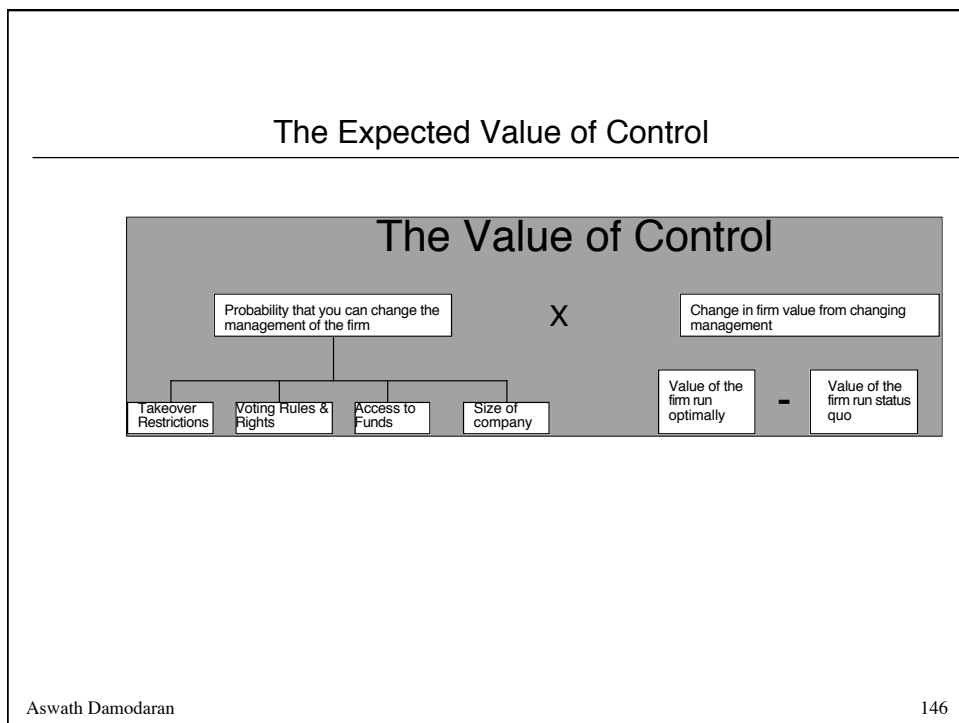 The Expected Value of Control
The Value of Control
Probability that you can change the
management of the firm
X
Change in firm value from changing
management
Takeover
Restrictions
Voting Rules &
Rights
Access to
Funds
Size of
company
Value of the
firm run
optimally
-
Value of the
firm run status
quo
Aswath Damodaran
146